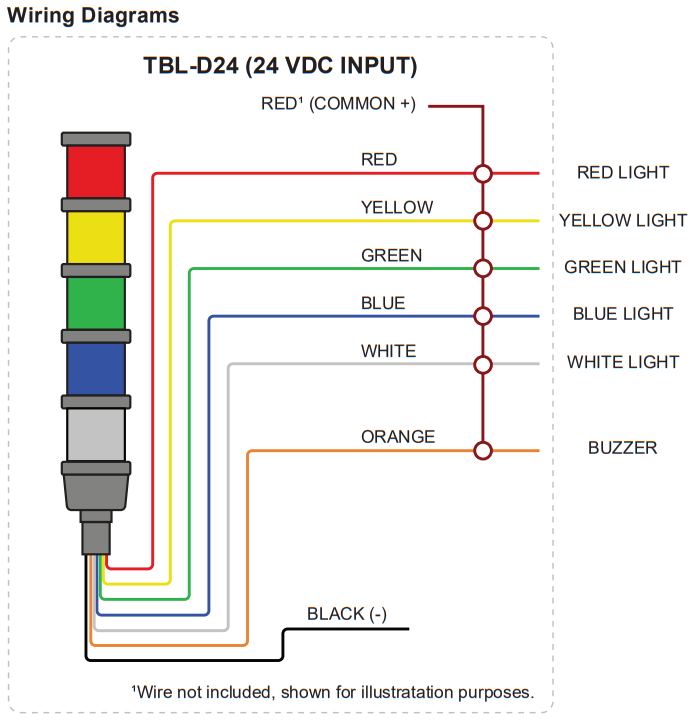 Wiring Diagrams
TBL-D24 (24 VDC INPUT)
RED¹ (COMMON +)
RED
RED LIGHT
YELLOW
YELLOW LIGHT
GREEN
GREEN LIGHT
BLUE
BLUE LIGHT
WHITE
WHITE LIGHT
ORANGE
BUZZER
BLACK (-)
¹Wire not included, shown for illustratation purposes.